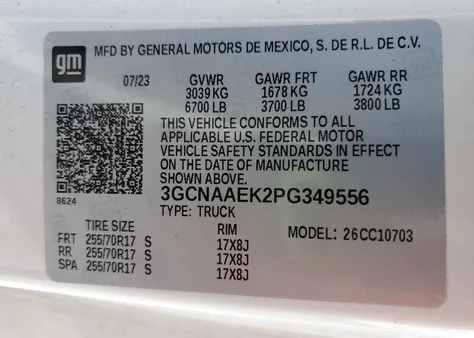 gm
MFD BY GENERAL MOTORS DE MEXICO, S. DE R.L. DE C.V.
07/23 GVWR GAWR FRT GAWR RR
3039 KG 1678 KG 1724 KG
6700 LB 3700 LB 3800 LB
THIS VEHICLE CONFORMS TO ALL
APPLICABLE U.S. FEDERAL MOTOR
VEHICLE SAFETY STANDARDS IN EFFECT
ON THE DATE OF MANUFACTURE
SHOWN ABOVE.
8624
3GCNAAEK2PG349556
TYPE: TRUCK
TIRE SIZE RIM MODEL: 26CC10703
FRT 255/70R17 S 17X8J
RR 255/70R17 S 17X8J
SPA 255/70R17 S 17X8J